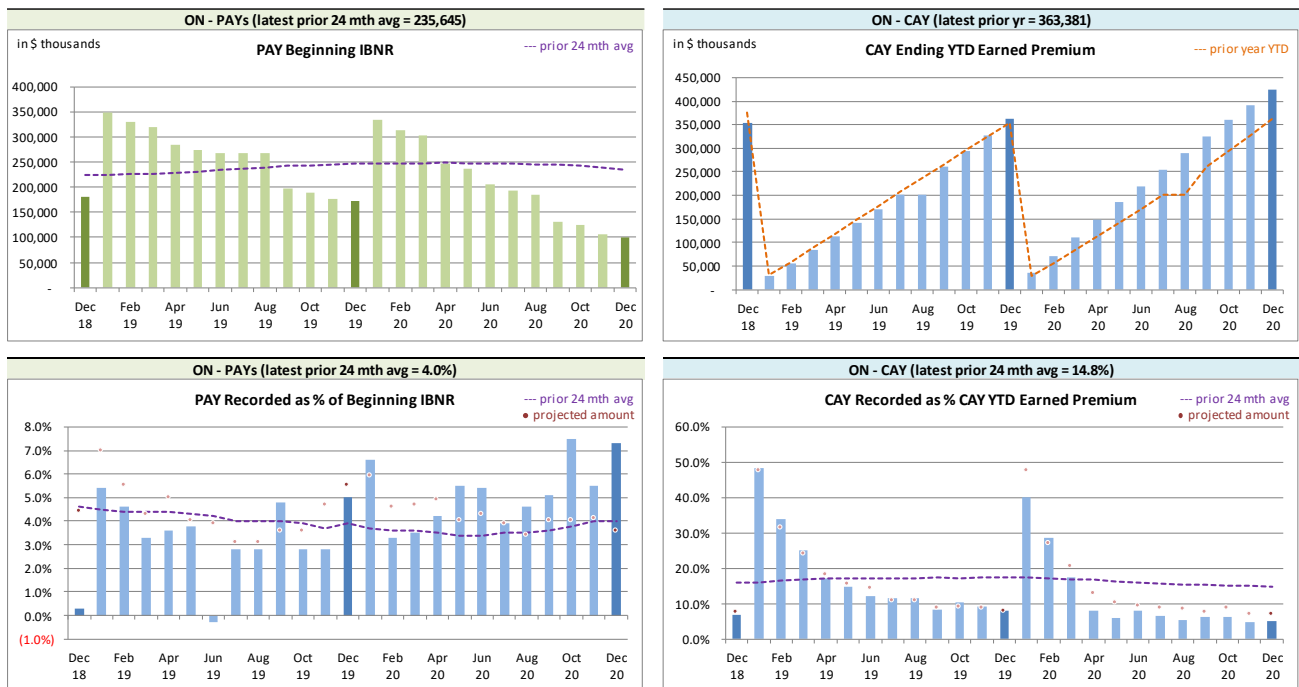 ON - PAYs (latest prior 24 mth avg = 235,645)
in $ thousands
PAY Beginning IBNR
--- prior 24 mth avg
400,000
350,000
300,000
250,000
200,000
150,000
100,000
50,000
-
Dec Feb Apr Jun Aug Oct Dec Feb Apr Jun Aug Oct Dec
18 19 19 19 19 19 19 20 20 20 20 20 20
ON - CAY (latest prior yr = 363,381)
in $ thousands
CAY Ending YTD Earned Premium
--- prior year YTD
450,000
400,000
350,000
300,000
250,000
200,000
150,000
100,000
50,000
-
Dec Feb Apr Jun Aug Oct Dec Feb Apr Jun Aug Oct Dec
18 19 19 19 19 19 19 20 20 20 20 20 20
ON - PAYs (latest prior 24 mth avg = 4.0%)
PAY Recorded as % of Beginning IBNR
--- prior 24 mth avg
• projected amount
8.0%
7.0%
6.0%
5.0%
4.0%
3.0%
2.0%
1.0%
0.0%
(1.0%)
Dec Feb Apr Jun Aug Oct Dec Feb Apr Jun Aug Oct Dec
18 19 19 19 19 19 19 20 20 20 20 20 20
ON - CAY (latest prior 24 mth avg = 14.8%)
CAY Recorded as % CAY YTD Earned Premium
--- prior 24 mth avg
• projected amount
60.0%
50.0%
40.0%
30.0%
20.0%
10.0%
0.0%
Dec Feb Apr Jun Aug Oct Dec Feb Apr Jun Aug Oct Dec
18 19 19 19 19 19 19 20 20 20 20 20 20